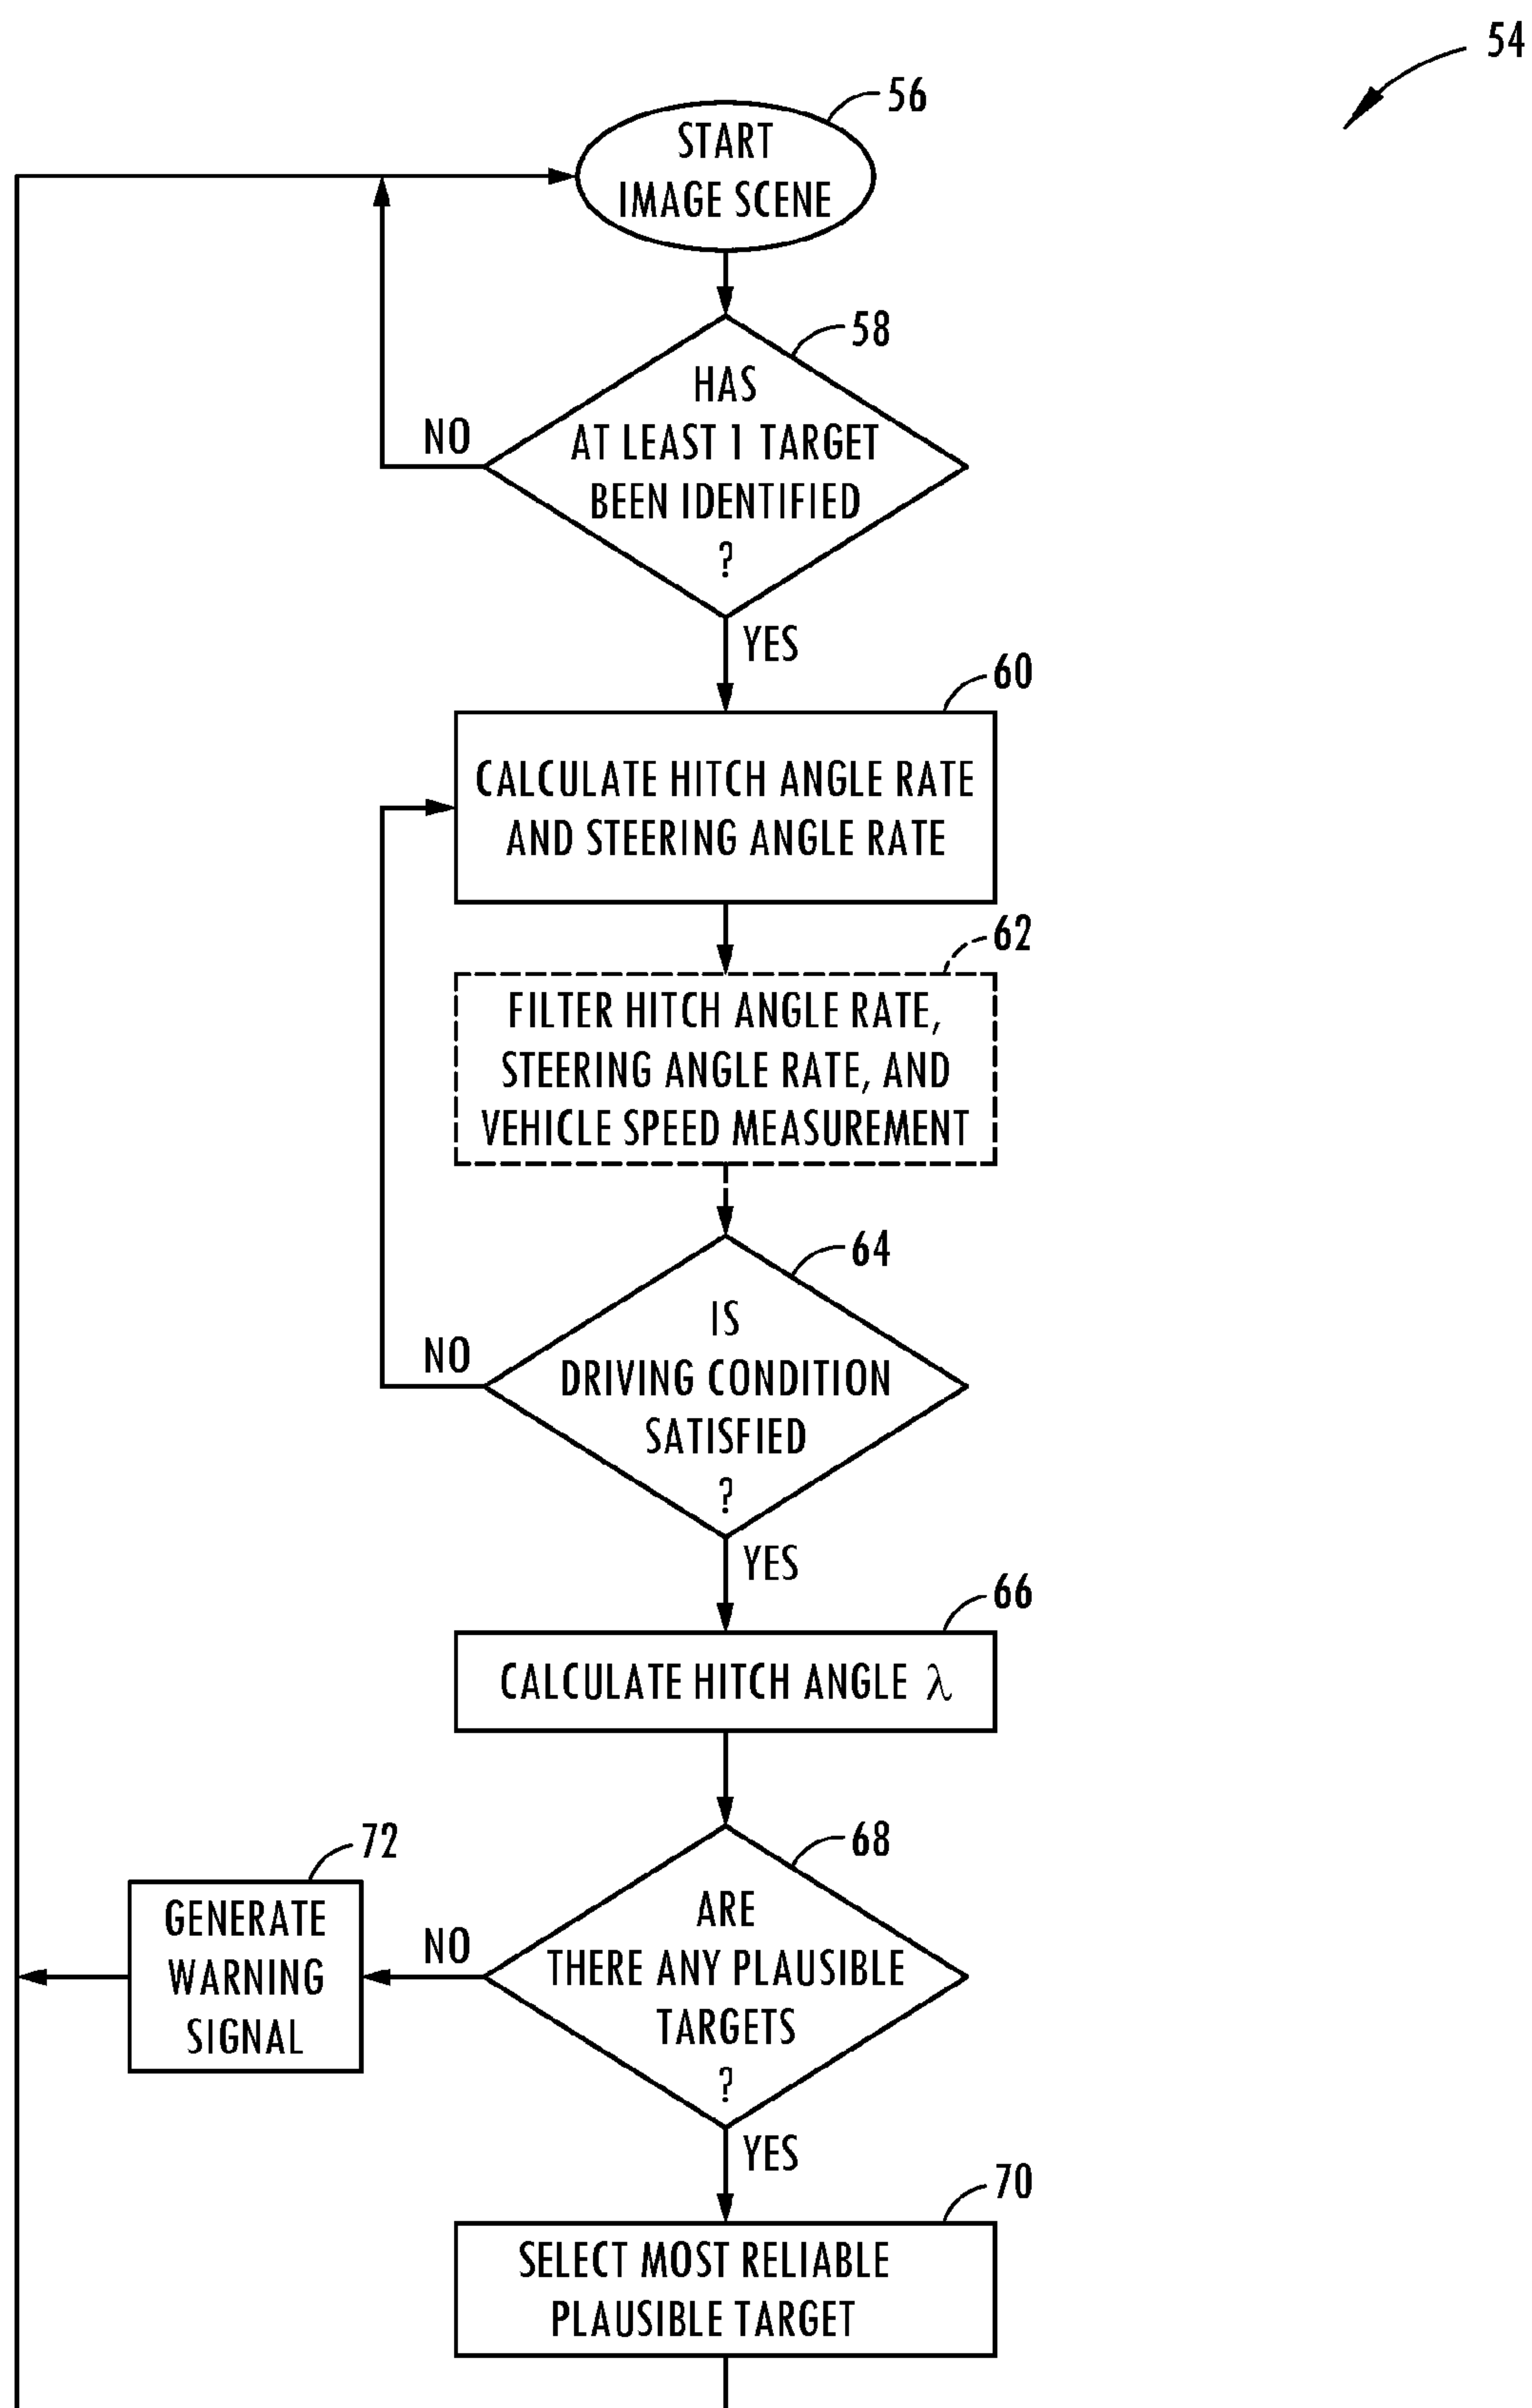 54
56
START
IMAGE SCENE
58
HAS
AT LEAST 1 TARGET
BEEN IDENTIFIED
?
NO
YES
60
CALCULATE HITCH ANGLE RATE
AND STEERING ANGLE RATE
62
FILTER HITCH ANGLE RATE,
STEERING ANGLE RATE, AND
VEHICLE SPEED MEASUREMENT
64
IS
DRIVING CONDITION
SATISFIED
?
NO
YES
66
CALCULATE HITCH ANGLE λ
68
ARE
THERE ANY PLAUSIBLE
TARGETS
?
NO
72
GENERATE
WARNING
SIGNAL
YES
70
SELECT MOST RELIABLE
PLAUSIBLE TARGET